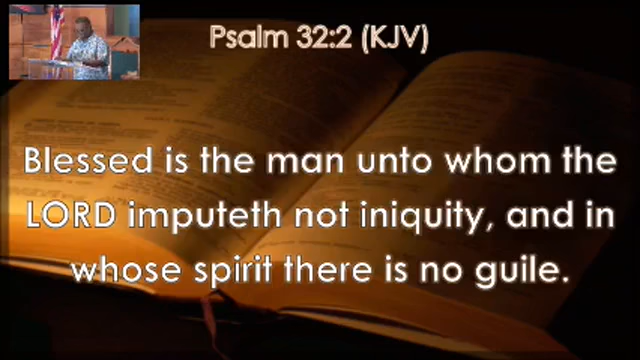 Psalm 32:2 (KJV)
Blessed is the man unto whom the
LORD imputeth not iniquity, and in
whose spirit there is no guile.